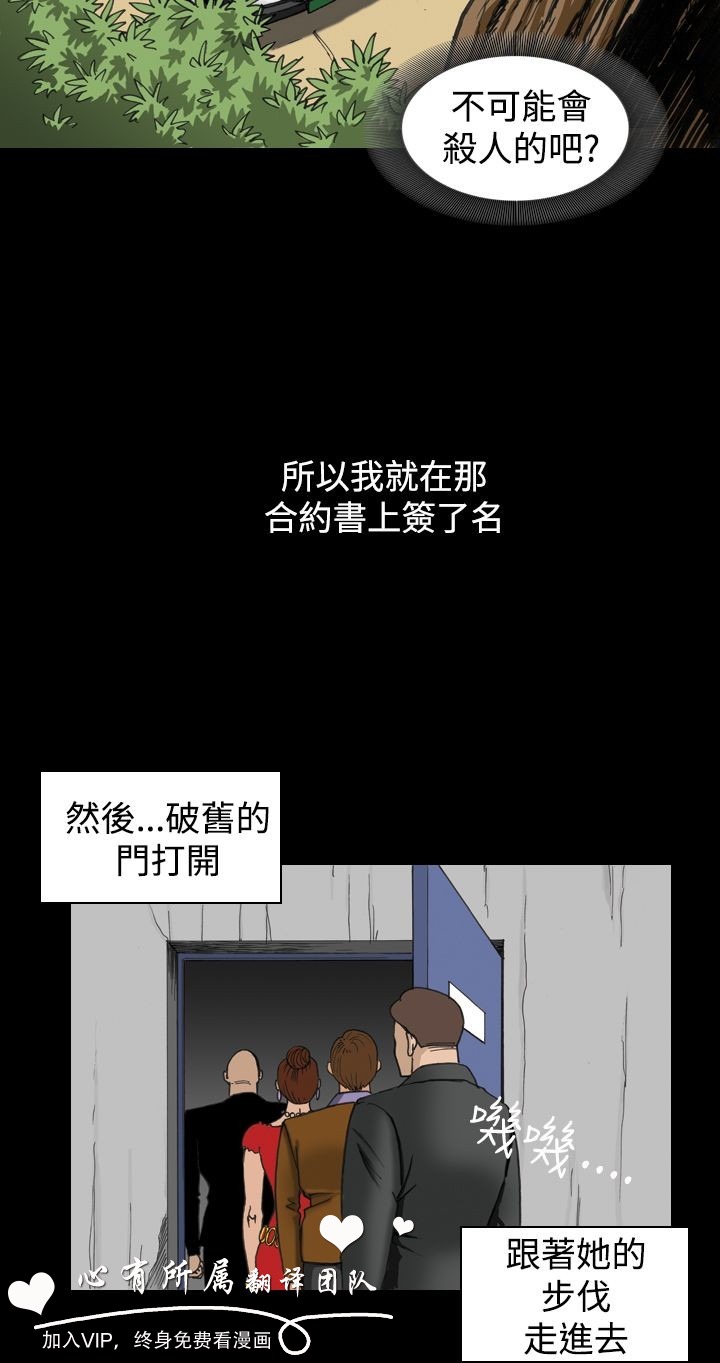 不可能會
殺人的吧?
所以我就在那
合約書上簽了名
然後...破舊的
門打開
嘰嘰....
跟著她的
步伐
走進去
心有所属翻译团队
加入VIP，终身免费看漫画